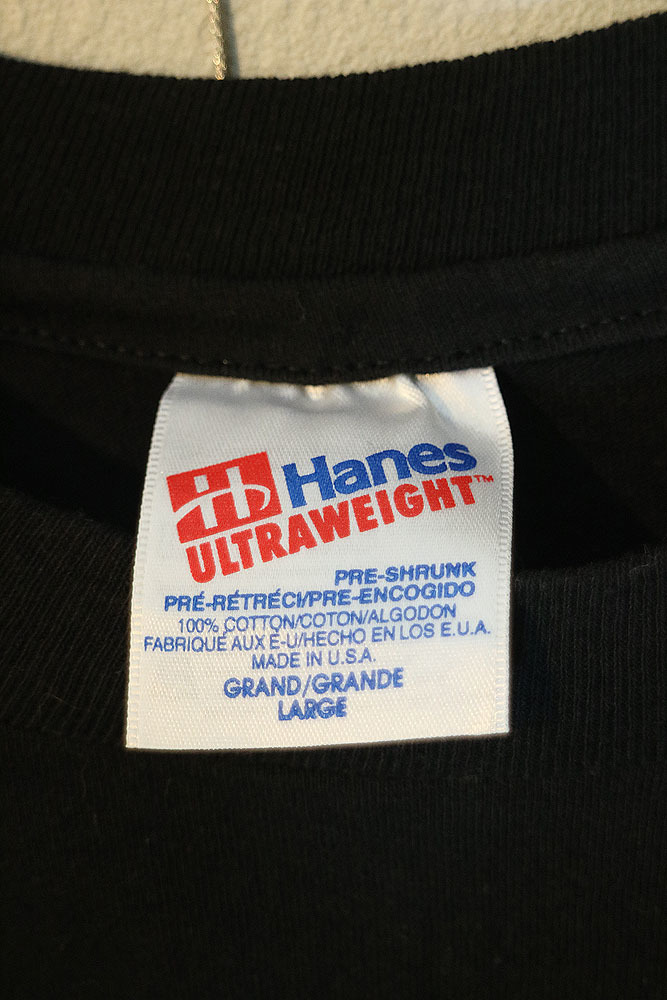 Hanes
ULTRAWEIGHT™
PRE-SHRUNK
PRÉ-RÉTRÉCI/PRE-ENCOGIDO
100% COTTON/COTON/ALGODON
FABRIQUÉ AUX E-U/HECHO EN LOS E.U.A.
MADE IN U.S.A.
GRAND/GRANDE
LARGE